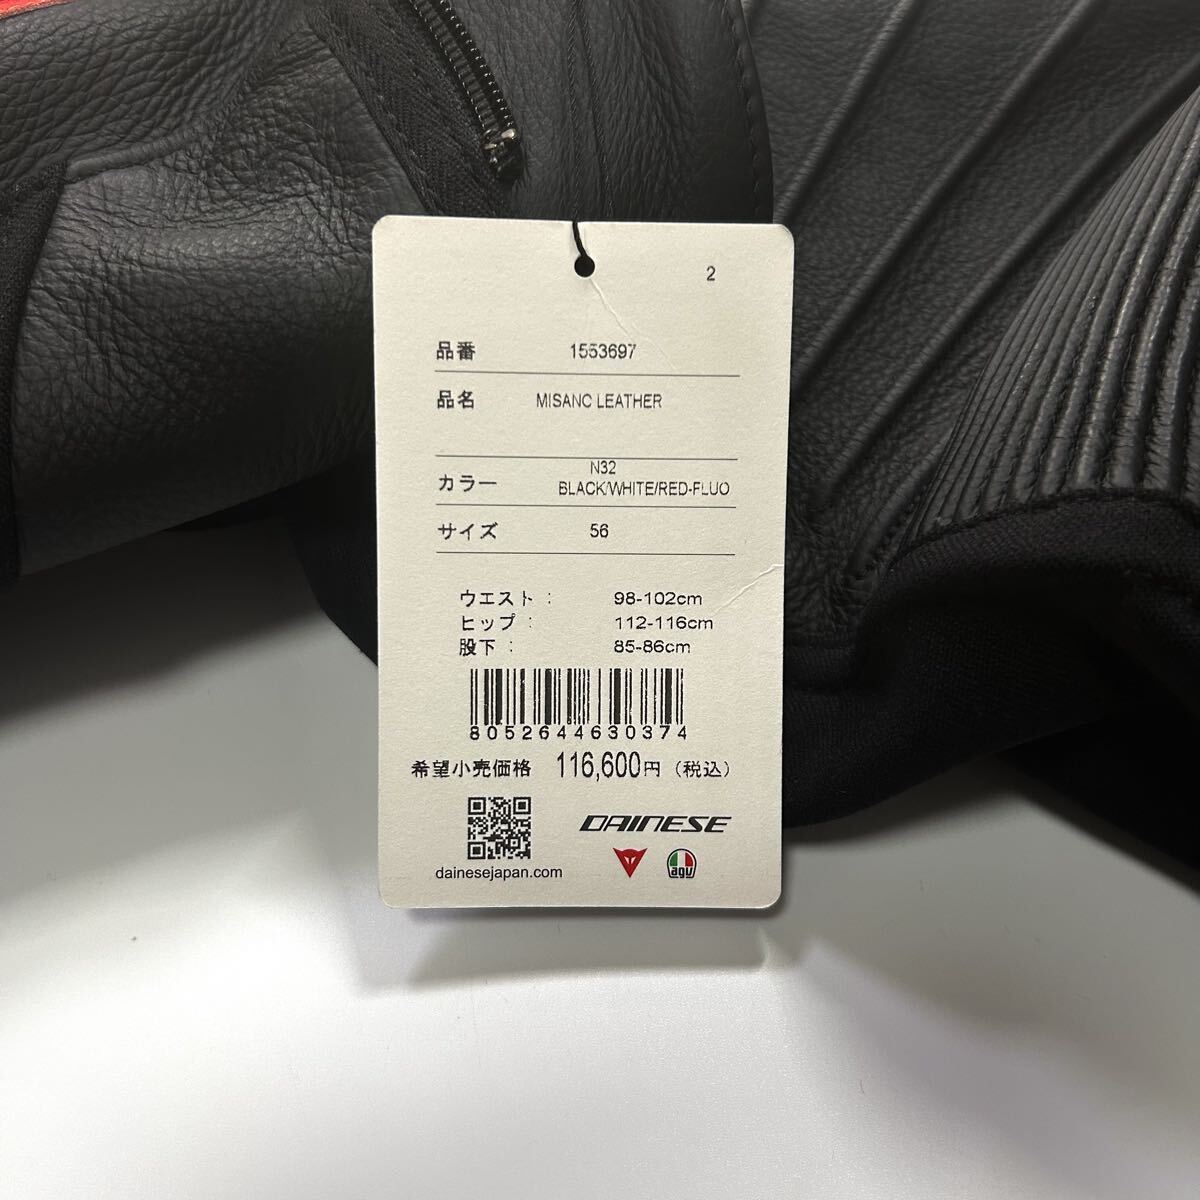 2
品番 1553697
品名 MISANC LEATHER
N32
カラー BLACK/WHITE/RED-FLUO
サイズ 56
ウエスト : 98-102cm
ヒップ : 112-116cm
股下 : 85-86cm
8052644630374
希望小売価格 116,600円 (税込)
DAINESE
agv
dainesejapan.com